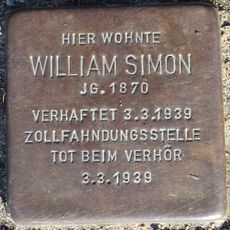 HIER WOHNTE
WILLIAM SIMON
JG. 1870
VERHAFTET 3.3.1939
ZOLLFAHNDUNGSSTELLE
TOT BEIM VERHÖR
3.3.1939